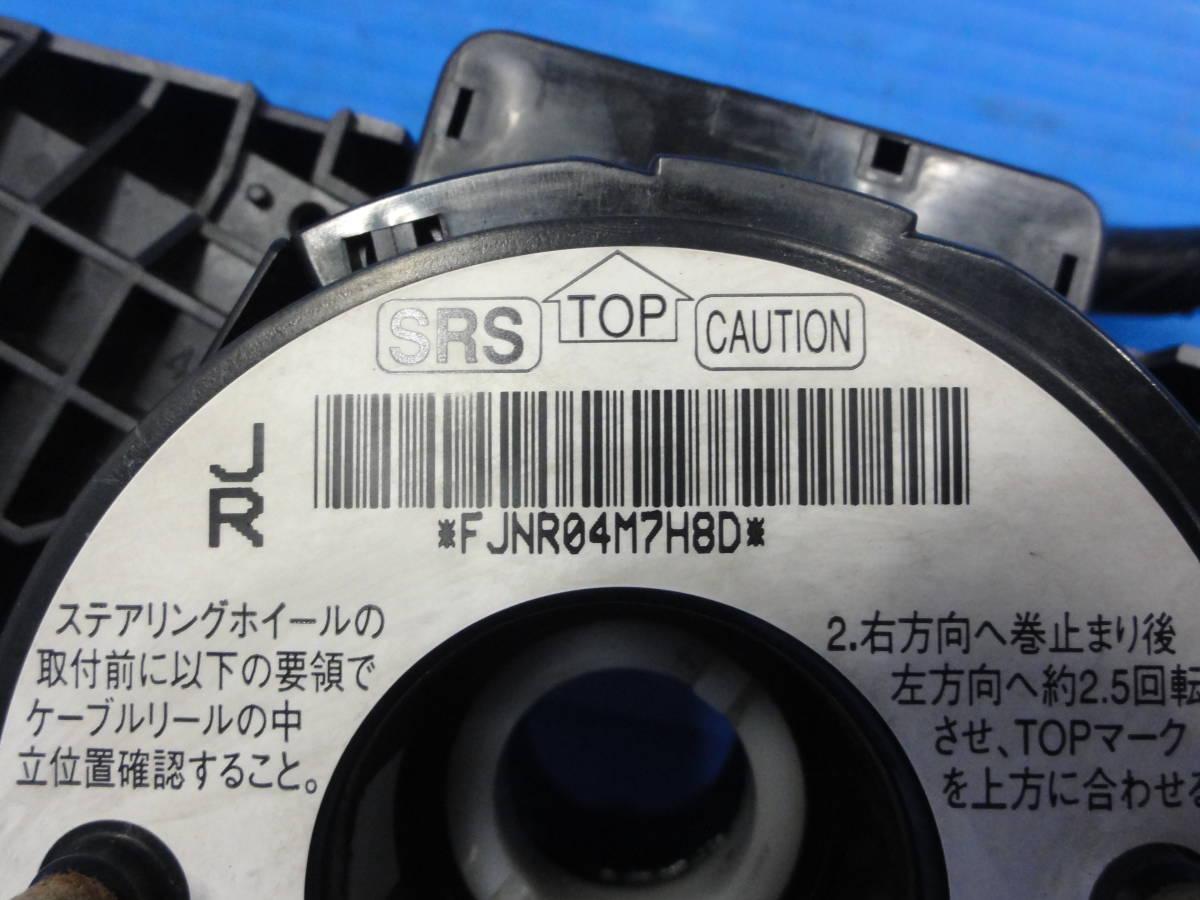 SRS TOP CAUTION
J
R
*FJNR04M7H8D*
ステアリングホイールの
取付前に以下の要領で
ケーブルリールの中
立位置確認すること。
2.右方向へ巻止まり後
左方向へ約2.5回転
させ、TOPマーク
を上方に合わせる